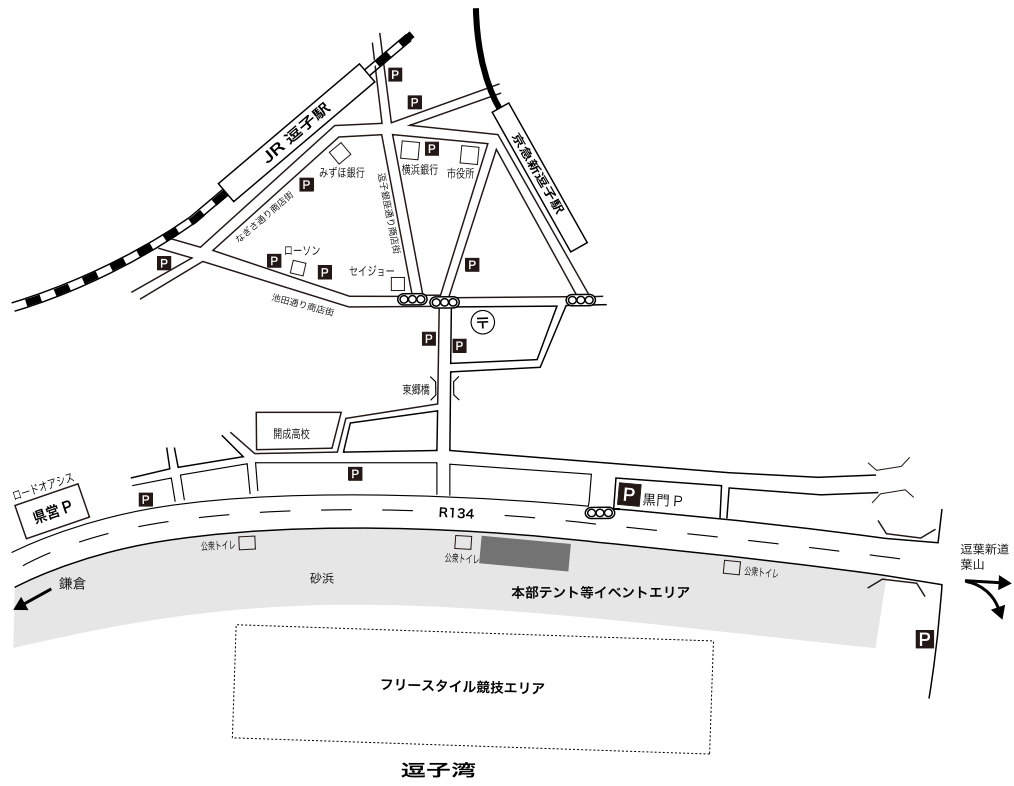 P
P
JR 逗子駅
京急新逗子駅
みずほ銀行
横浜銀行
P
市役所
P
なぎさ通り商店街
逗子銀座通り商店街
ローソン
P
P
P
P
セイジョー
池田通り商店街
〒
P
P
東郷橋
開成高校
P
ロードオアシス
県営 P
P
P
黒門 P
R134
公衆トイレ
公衆トイレ
公衆トイレ
逗葉新道
葉山
鎌倉
砂浜
本部テント等イベントエリア
P
フリースタイル競技エリア
逗子湾